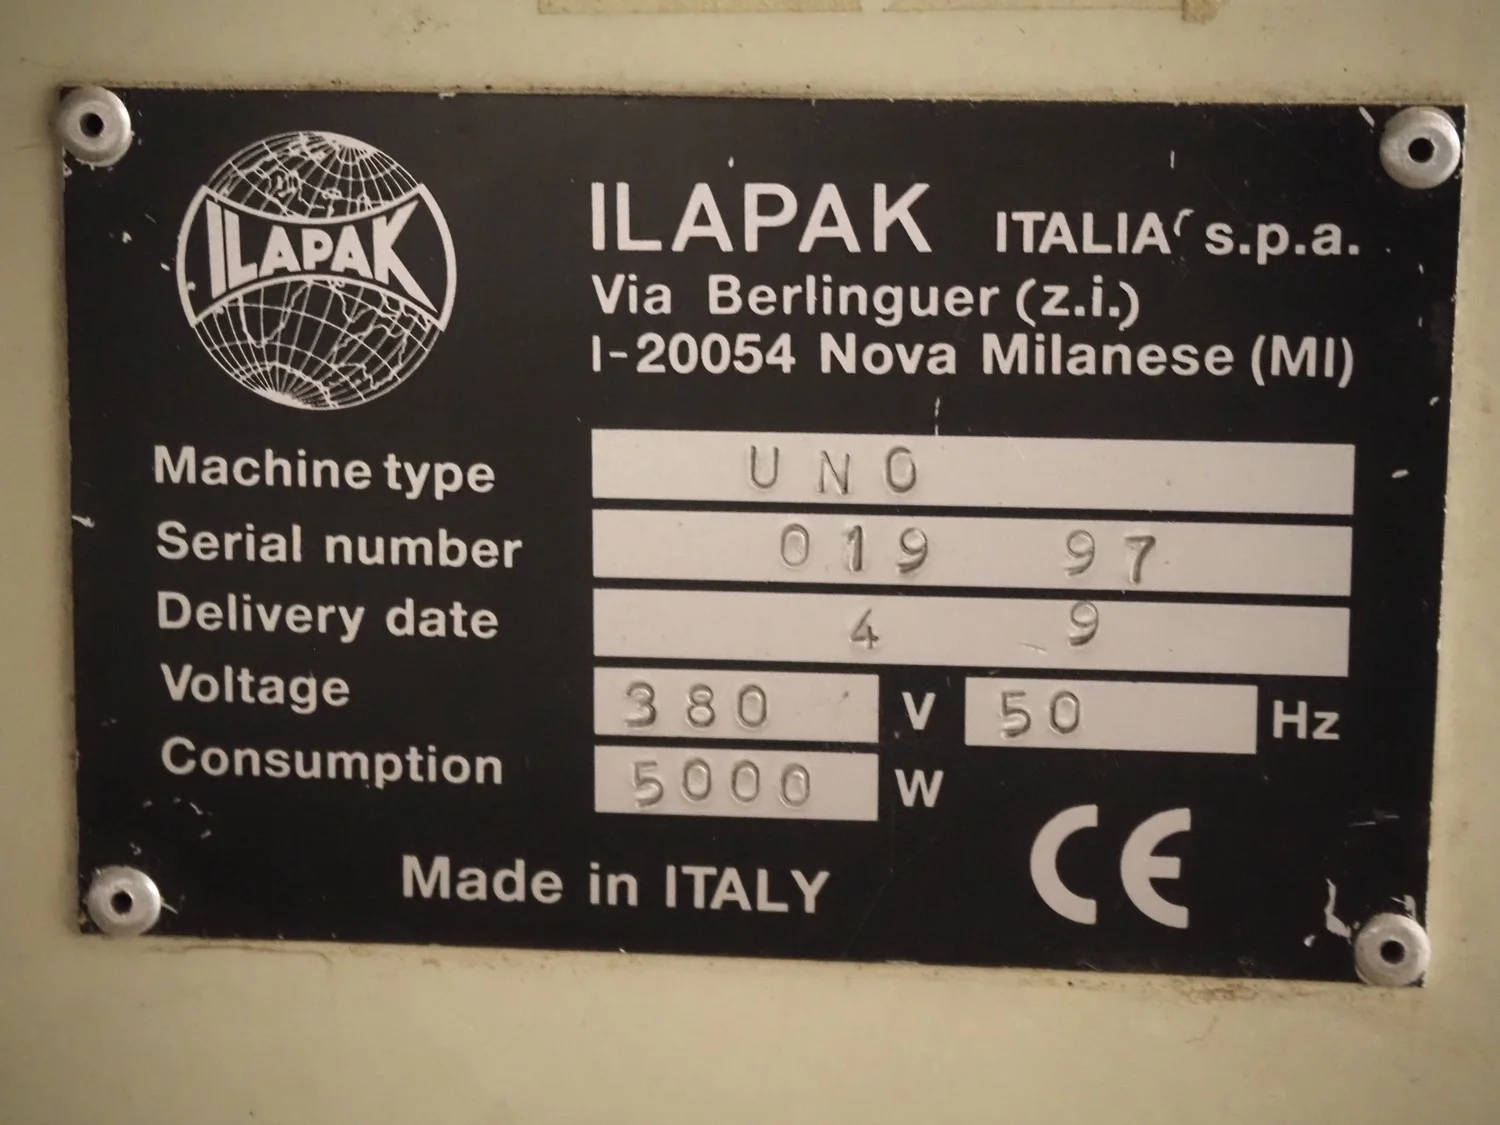 ILAPAK
ILAPAK ITALIA s.p.a.
Via Berlinguer (z.i.)
I-20054 Nova Milanese (MI)
Machine type UNO
Serial number 019 97
Delivery date 4 9
Voltage 380 V 50 Hz
Consumption 5000 W
Made in ITALY CE